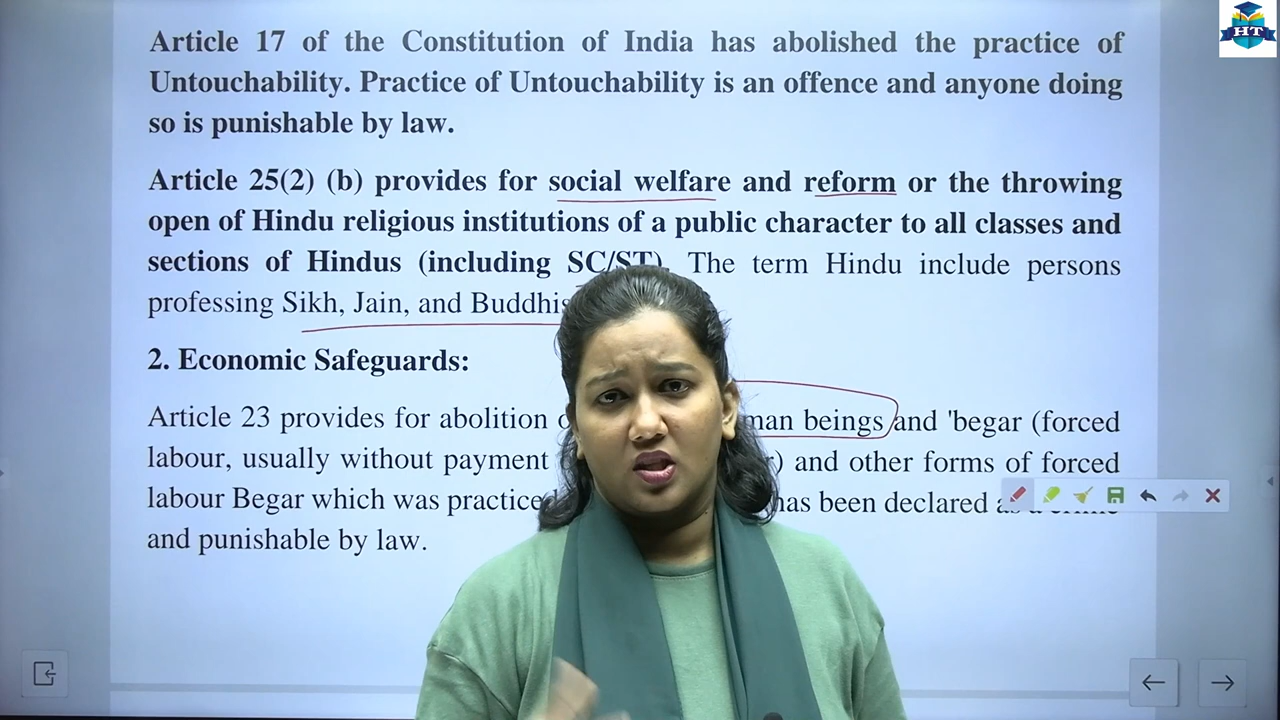 HT
Article 17 of the Constitution of India has abolished the practice of
Untouchability. Practice of Untouchability is an offence and anyone doing
so is punishable by law.
Article 25(2) (b) provides for social welfare and reform or the throwing
open of Hindu religious institutions of a public character to all classes and
sections of Hindus (including SC/ST). The term Hindu include persons
professing Sikh, Jain, and
2. Economic Safeguards:
Article 23 provides for abolition beings and 'begar (forced
labour, usually without payment and other forms of forced
labour Begar which was has been declared
and punishable by law.